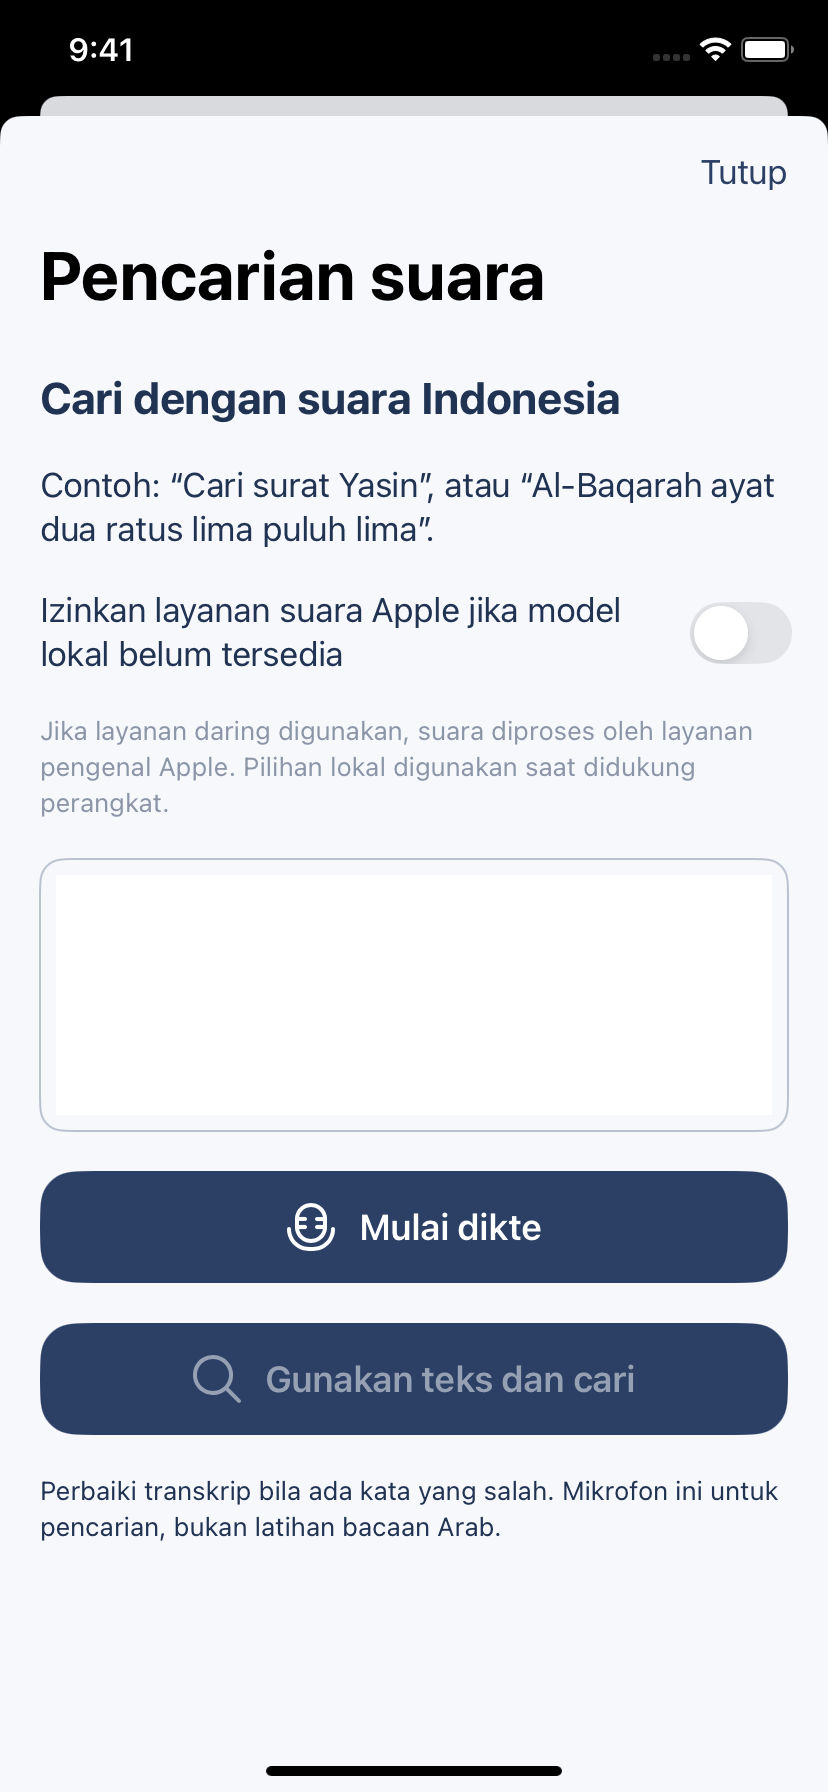 9:41
Tutup
Pencarian suara
Cari dengan suara Indonesia
Contoh: “Cari surat Yasin”, atau “Al-Baqarah ayat
dua ratus lima puluh lima”.
Izinkan layanan suara Apple jika model
lokal belum tersedia
Jika layanan daring digunakan, suara diproses oleh layanan
pengenal Apple. Pilihan lokal digunakan saat didukung
perangkat.
Mulai dikte
Gunakan teks dan cari
Perbaiki transkrip bila ada kata yang salah. Mikrofon ini untuk
pencarian, bukan latihan bacaan Arab.